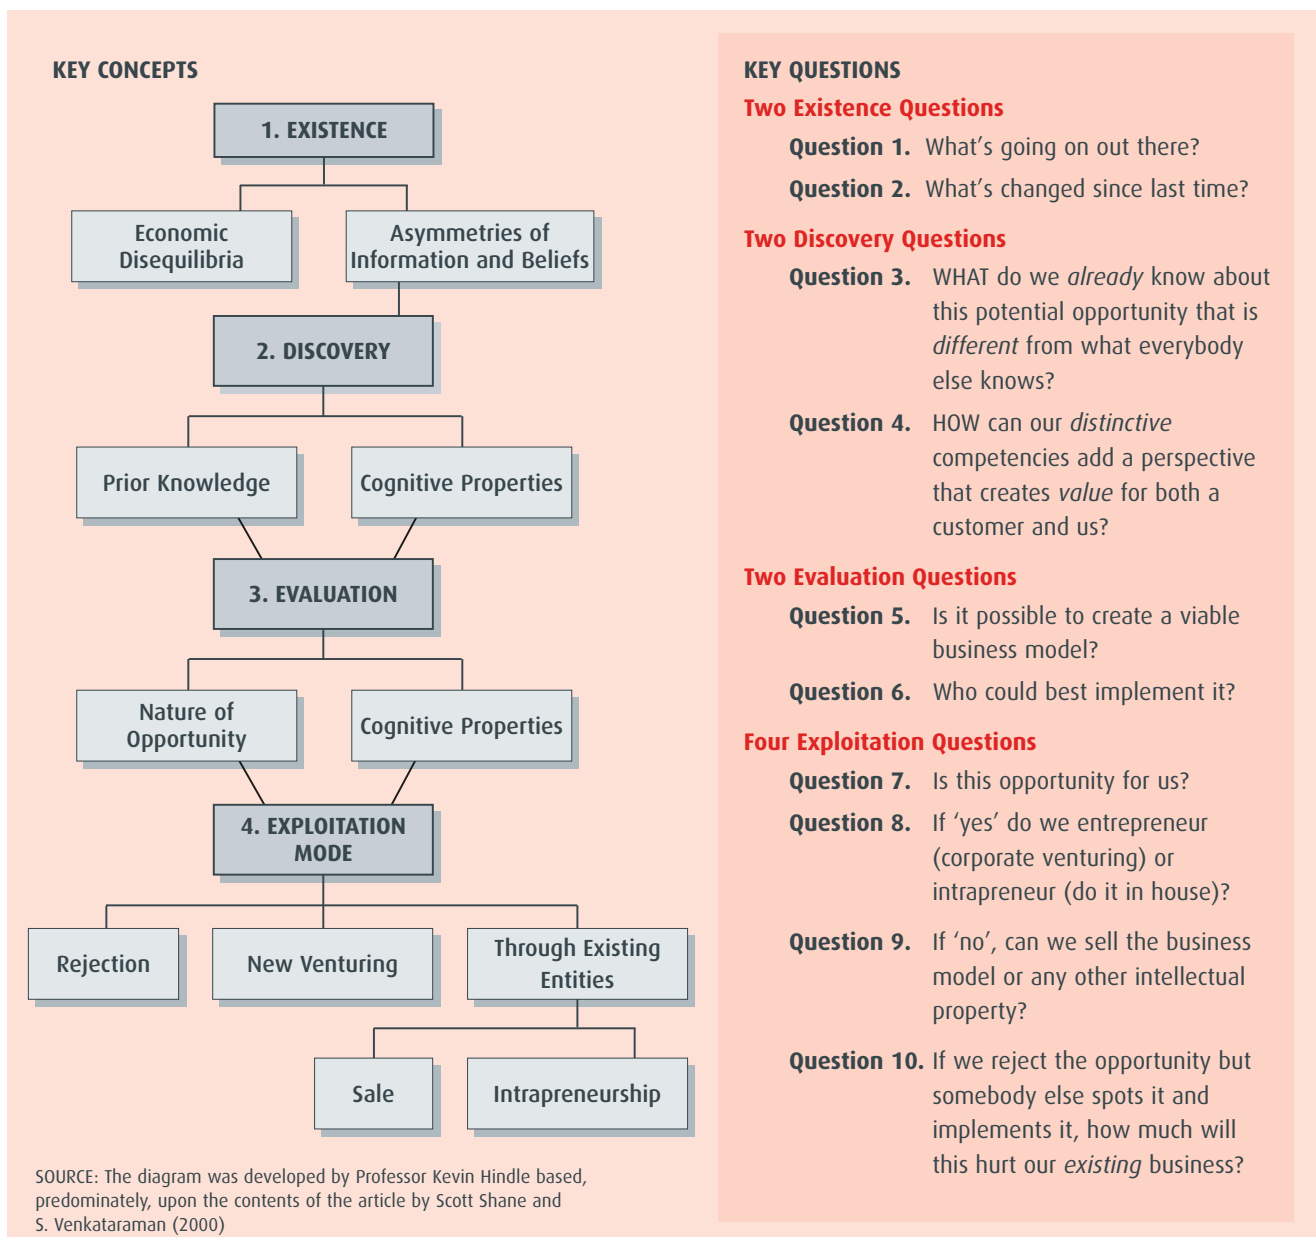 KEY CONCEPTS
1. EXISTENCE
Economic
Disequilibria
Asymmetries of
Information and Beliefs
2. DISCOVERY
Prior Knowledge
Cognitive Properties
3. EVALUATION
Nature of
Opportunity
Cognitive Properties
4. EXPLOITATION
MODE
Rejection
New Venturing
Through Existing
Entities
Sale
Intrapreneurship
SOURCE: The diagram was developed by Professor Kevin Hindle based,
predominately, upon the contents of the article by Scott Shane and
S. Venkataraman (2000)
KEY QUESTIONS
Two Existence Questions
Question 1. What's going on out there?
Question 2. What's changed since last time?
Two Discovery Questions
Question 3. WHAT do we already know about
this potential opportunity that is
different from what everybody
else knows?
Question 4. HOW can our distinctive
competencies add a perspective
that creates value for both a
customer and us?
Two Evaluation Questions
Question 5. Is it possible to create a viable
business model?
Question 6. Who could best implement it?
Four Exploitation Questions
Question 7. Is this opportunity for us?
Question 8. If ‘yes’ do we entrepreneur
(corporate venturing) or
intrapreneur (do it in house)?
Question 9. If ‘no’, can we sell the business
model or any other intellectual
property?
Question 10. If we reject the opportunity but
somebody else spots it and
implements it, how much will
this hurt our existing business?